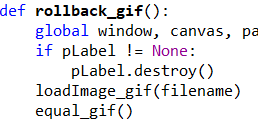 def rollback_gif():
global window, canvas, pa
if pLabel != None:
pLabel.destroy()
loadImage_gif(filename)
equal_gif()